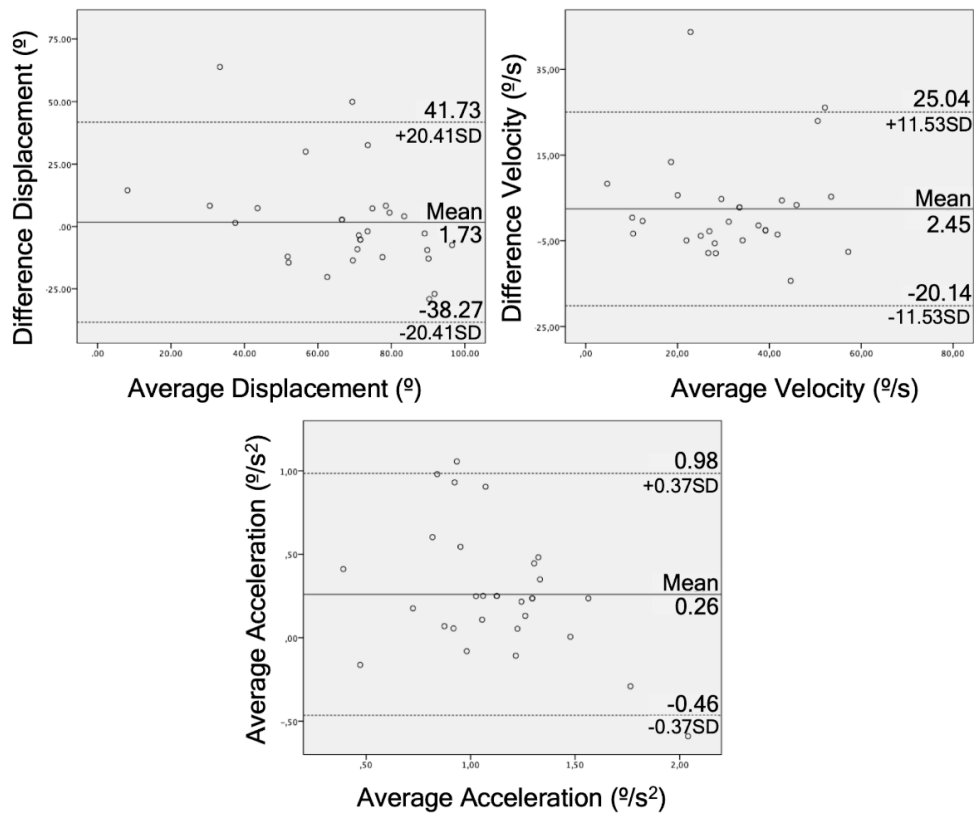 Difference Displacement (º)
75.00
50.00
25.00
.00
-25.00
41.73
+20.41SD
Mean
1.73
-38.27
-20.41SD
.00
20.00
40.00
60.00
80.00
100.00
Average Displacement (º)
Difference Velocity (º/s)
35,00
15,00
-5,00
-25,00
25.04
+11.53SD
Mean
2.45
-20.14
-11.53SD
,00
20,00
40,00
60,00
80,00
Average Velocity (º/s)
Average Acceleration (º/s²)
1,00
,50
,00
-,50
0.98
+0.37SD
Mean
0.26
-0.46
-0.37SD
,50
1,00
1,50
2,00
Average Acceleration (º/s²)